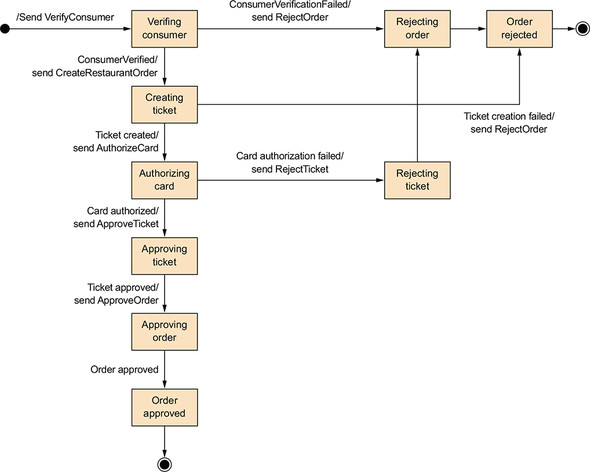 /Send VerifyConsumer
Verifing
consumer
ConsumerVerificationFailed/
send RejectOrder
Rejecting
order
Order
rejected
ConsumerVerified/
send CreateRestaurantOrder
Creating
ticket
Ticket creation failed/
send RejectOrder
Ticket created/
send AuthorizeCard
Authorizing
card
Card authorization failed/
send RejectTicket
Rejecting
ticket
Card authorized/
send ApproveTicket
Approving
ticket
Ticket approved/
send ApproveOrder
Approving
order
Order approved
Order
approved